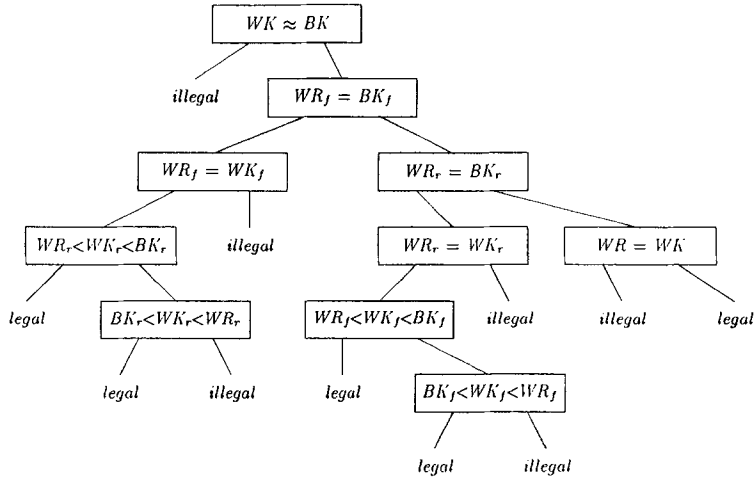 WK ≈ BK
illegal
WR_f = BK_f
WR_f = WK_f
WR_r = BK_r
WR_r<WK_r<BK_r
illegal
WR_r = WK_r
WR = WK
legal
BK_r<WK_r<WR_r
WR_f<WK_f<BK_f
illegal
illegal
legal
legal
illegal
legal
BK_f<WK_f<WR_f
legal
illegal